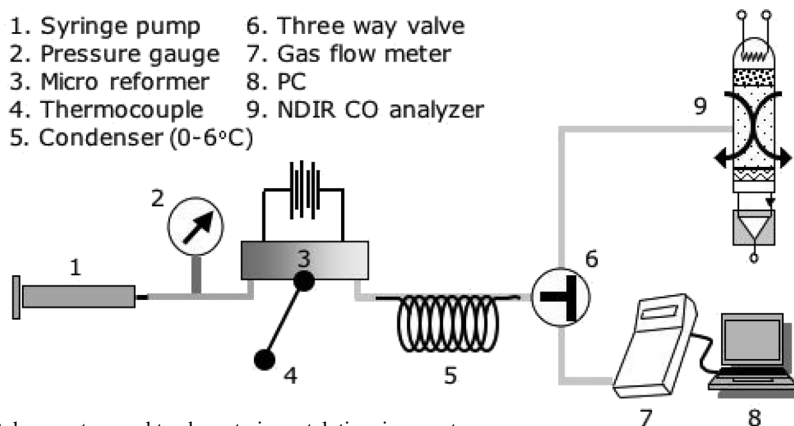 1. Syringe pump 6. Three way valve
2. Pressure gauge 7. Gas flow meter
3. Micro reformer 8. PC
4. Thermocouple 9. NDIR CO analyzer
5. Condenser (0-6°C)
9
2
1
3
6
4
5
7
8